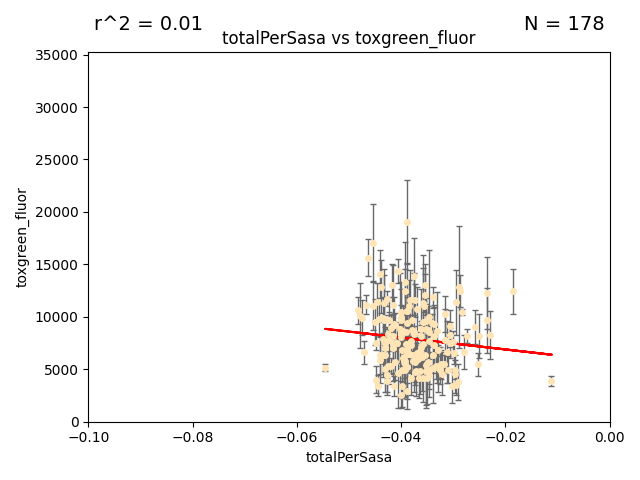 r^2 = 0.01
N = 178
totalPerSasa vs toxgreen_fluor
35000
30000
25000
20000
15000
10000
5000
0
toxgreen_fluor
−0.10
−0.08
−0.06
−0.04
−0.02
0.00
totalPerSasa